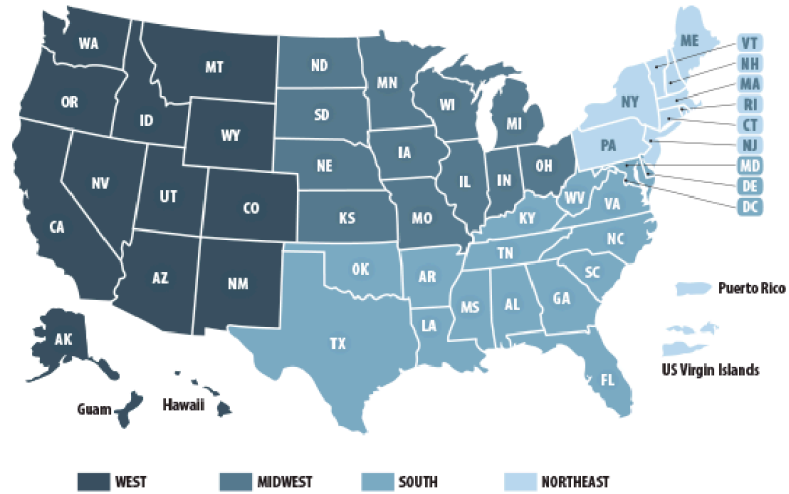 WA
MT
ND
MN
ME
VT
NH
MA
RI
CT
NJ
MD
DE
DC
OR
ID
WY
SD
WI
MI
NY
PA
NV
UT
CO
NE
IA
IL
IN
OH
CA
KS
MO
KY
WV
VA
AZ
NM
OK
AR
TN
NC
SC
TX
LA
MS
AL
GA
FL
AK
Guam
Hawaii
Puerto Rico
US Virgin Islands
WEST
MIDWEST
SOUTH
NORTHEAST